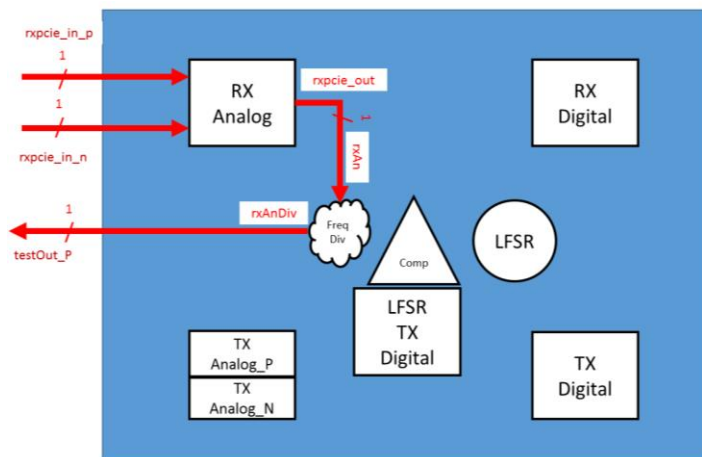 rxpcie_in_p
1
1
rxpcie_in_n
RX
Analog
rxpcie_out
1
rxAn
RX
Digital
rxAnDiv
1
testOut_P
Freq
Div
Comp
LFSR
LFSR
TX
Digital
TX
Analog_P
TX
Analog_N
TX
Digital